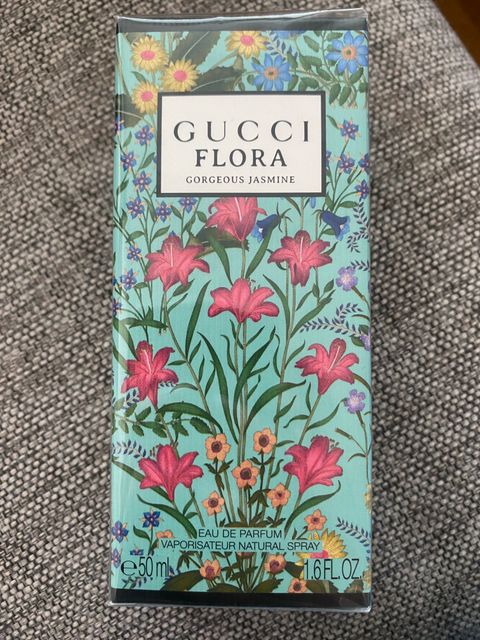 GUCCI
FLORA
GORGEOUS JASMINE
EAU DE PARFUM
VAPORISATEUR NATURAL SPRAY
℮50 ml 1.6 FL.OZ.